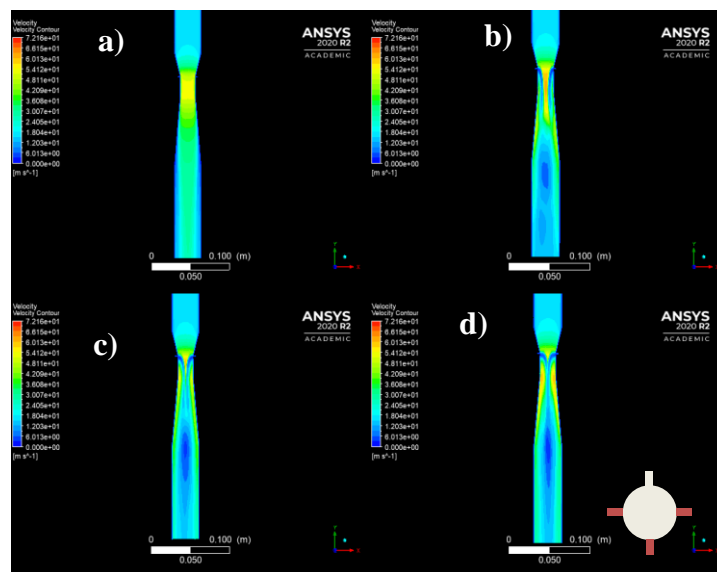 a)
Velocity
Velocity Contour
7.216e+01
6.615e+01
6.013e+01
5.412e+01
4.811e+01
4.209e+01
3.608e+01
3.007e+01
2.405e+01
1.804e+01
1.203e+01
6.013e+00
0.000e+00
[m s^-1]
ANSYS
2020 R2
ACADEMIC
0
0.100 (m)
0.050
Y
X
b)
Velocity
Velocity Contour
7.216e+01
6.615e+01
6.013e+01
5.412e+01
4.811e+01
4.209e+01
3.608e+01
3.007e+01
2.405e+01
1.804e+01
1.203e+01
6.013e+00
0.000e+00
[m s^-1]
ANSYS
2020 R2
ACADEMIC
0
0.100 (m)
0.050
Y
X
c)
Velocity
Velocity Contour
7.216e+01
6.615e+01
6.013e+01
5.412e+01
4.811e+01
4.209e+01
3.608e+01
3.007e+01
2.405e+01
1.804e+01
1.203e+01
6.013e+00
0.000e+00
[m s^-1]
ANSYS
2020 R2
ACADEMIC
0
0.100 (m)
0.050
Y
X
d)
Velocity
Velocity Contour
7.216e+01
6.615e+01
6.013e+01
5.412e+01
4.811e+01
4.209e+01
3.608e+01
3.007e+01
2.405e+01
1.804e+01
1.203e+01
6.013e+00
0.000e+00
[m s^-1]
ANSYS
2020 R2
ACADEMIC
0
0.100 (m)
0.050
Y
X